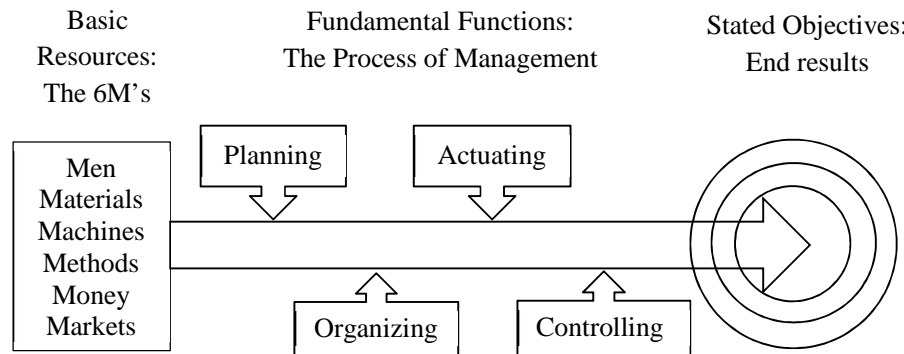 Basic
Resources:
The 6M's
Fundamental Functions:
The Process of Management
Stated Objectives:
End results
Men
Materials
Machines
Methods
Money
Markets
Planning
Actuating
Organizing
Controlling